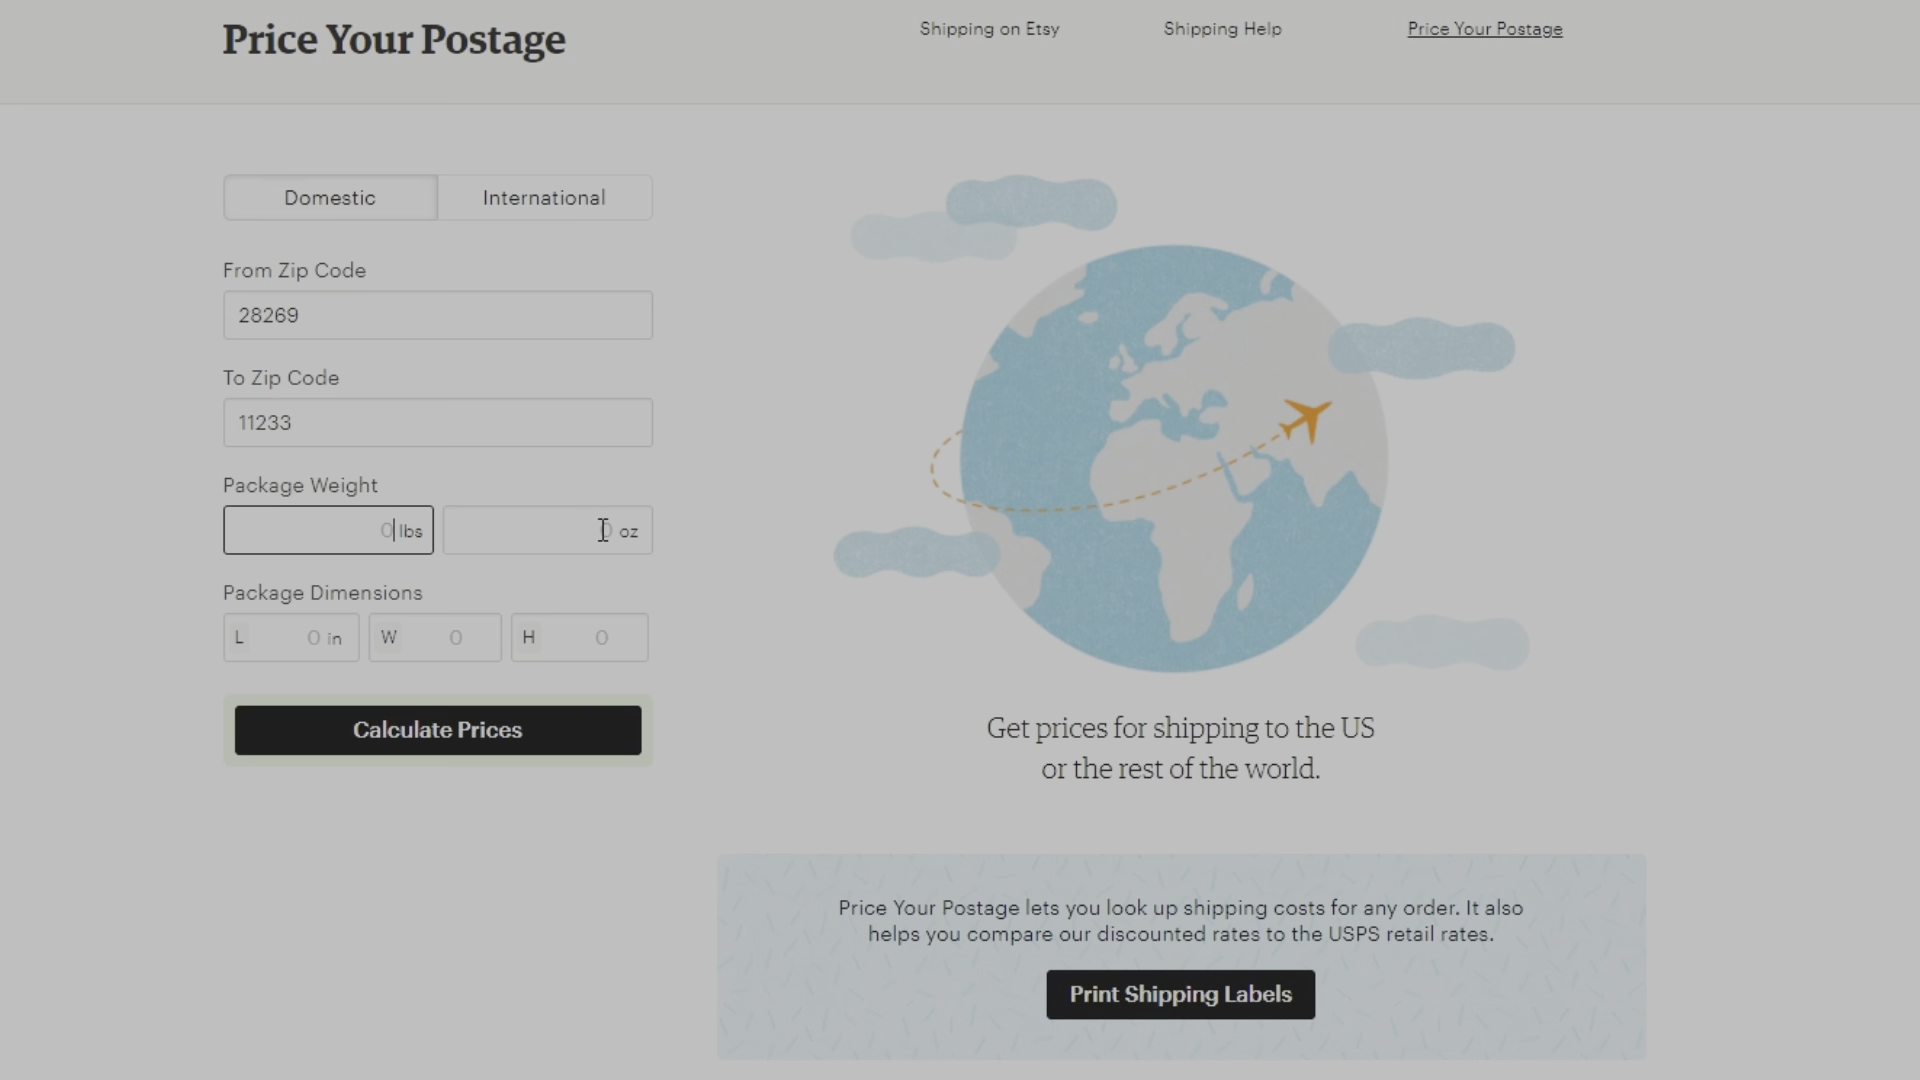 Price Your Postage
Shipping on Etsy
Shipping Help
Price Your Postage
Domestic
International
From Zip Code
28269
To Zip Code
11233
Package Weight
0 lbs
0 oz
Package Dimensions
L 0 in
W 0
H 0
Calculate Prices
Get prices for shipping to the US
or the rest of the world.
Price Your Postage lets you look up shipping costs for any order. It also
helps you compare our discounted rates to the USPS retail rates.
Print Shipping Labels